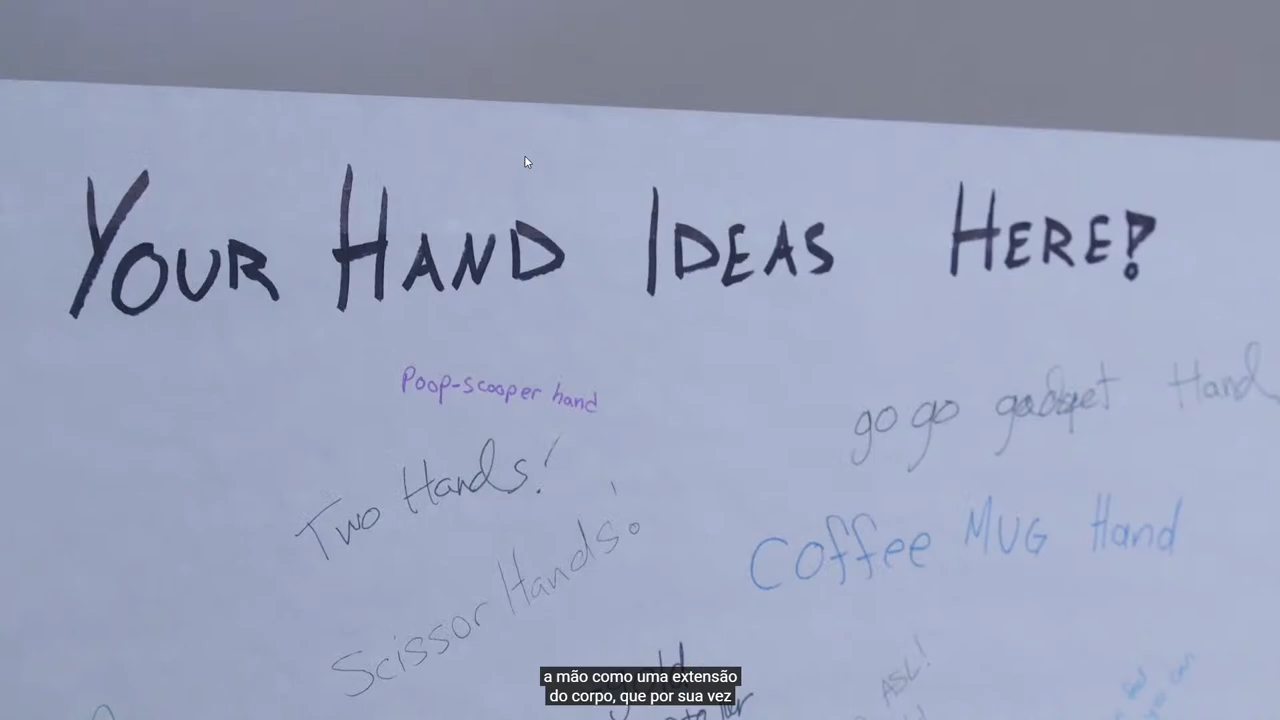 YOUR HAND IDEAS HERE?
Poop-scooper hand
go go gadget Hand
Two Hands!
Coffee MUG Hand
Scissor Hands!
ASL!
a mão como uma extensão
do corpo, que por sua vez